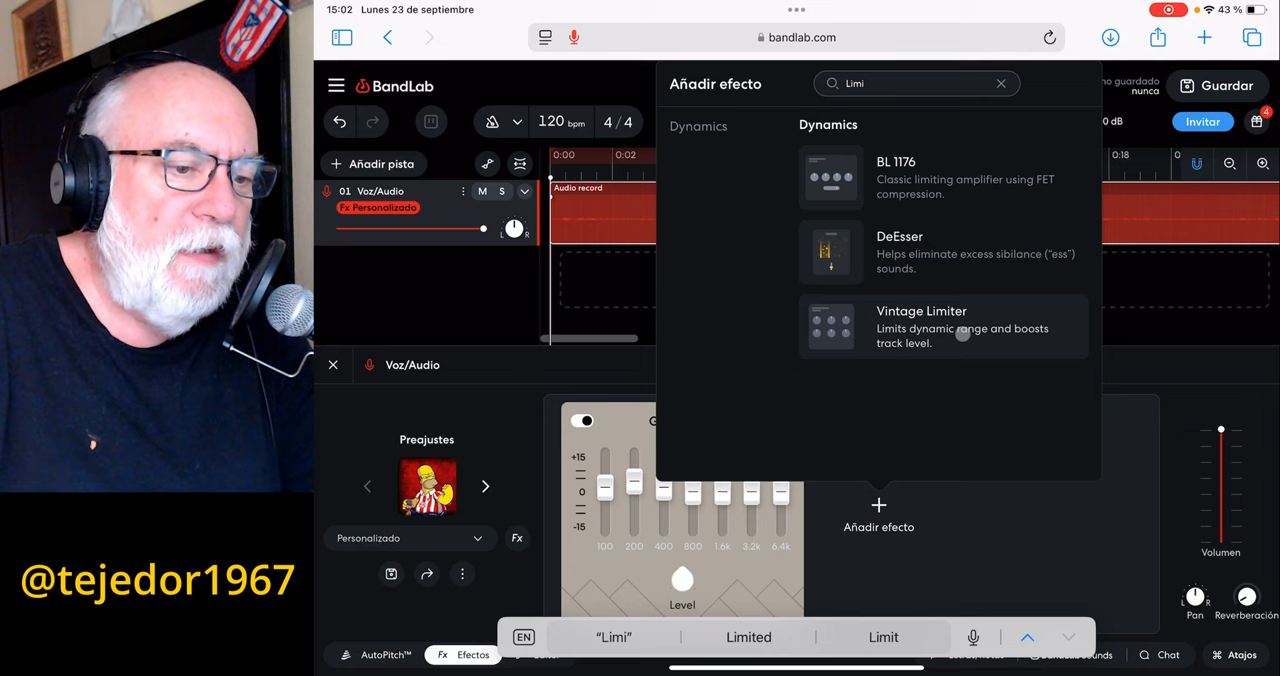 15:02 Lunes 23 de septiembre
43 %
bandlab.com
BandLab
no guardado
nunca
Guardar
120 bpm
4/4
0 dB
Invitar
4
Añadir efecto
Limi
Dynamics
Dynamics
BL 1176
Classic limiting amplifier using FET
compression.
DeEsser
Helps eliminate excess sibilance (“ess”)
sounds.
Vintage Limiter
Limits dynamic range and boosts
track level.
Añadir pista
0:00
0:02
0:18
01 Voz/Audio
M
S
Fx Personalizado
L
R
Audio record
Voz/Audio
Preajustes
Personalizado
Fx
+15
0
-15
100
200
400
800
1.6k
3.2k
6.4k
Level
Añadir efecto
Volumen
L
R
Pan
Reverberación
@tejedor1967
EN
“Limi”
Limited
Limit
AutoPitch™
Fx Efectos
Chat
Atajos